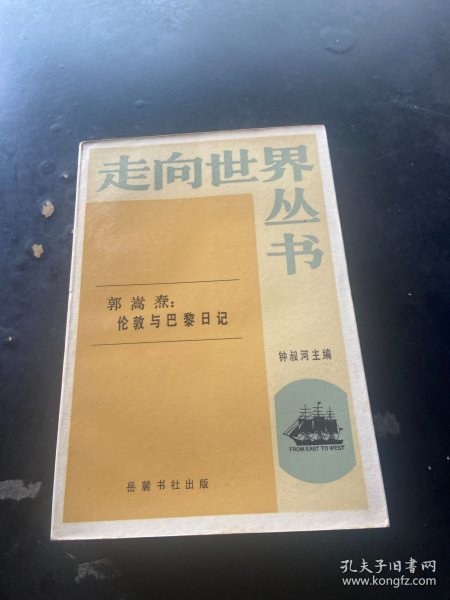 走向世界
丛书
郭嵩焘:
伦敦与巴黎日记
钟叔河主编
FROM EAST TO WEST
岳麓书社出版
孔夫子旧书网
www.kongfz.com